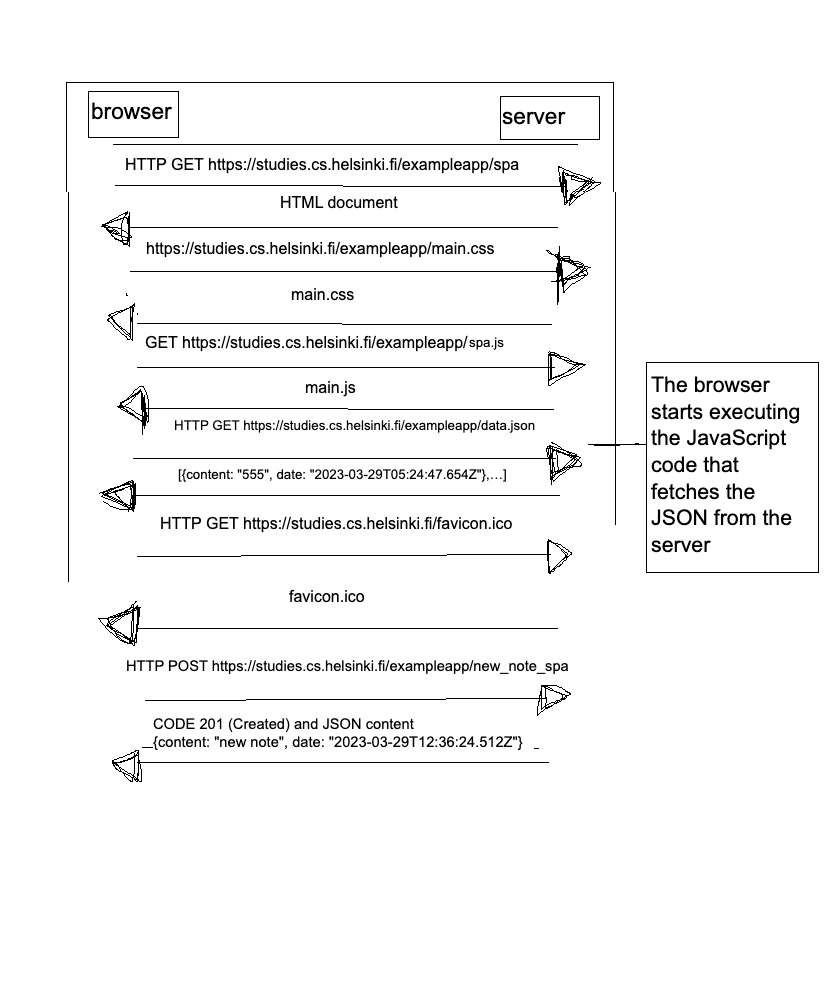 browser
server
HTTP GET https://studies.cs.helsinki.fi/exampleapp/spa
HTML document
https://studies.cs.helsinki.fi/exampleapp/main.css
main.css
GET https://studies.cs.helsinki.fi/exampleapp/spa.js
main.js
HTTP GET https://studies.cs.helsinki.fi/exampleapp/data.json
[{content: "555", date: "2023-03-29T05:24:47.654Z"},…]
HTTP GET https://studies.cs.helsinki.fi/favicon.ico
favicon.ico
HTTP POST https://studies.cs.helsinki.fi/exampleapp/new_note_spa
CODE 201 (Created) and JSON content
{content: "new note", date: "2023-03-29T12:36:24.512Z"}
The browser
starts executing
the JavaScript
code that
fetches the
JSON from the
server